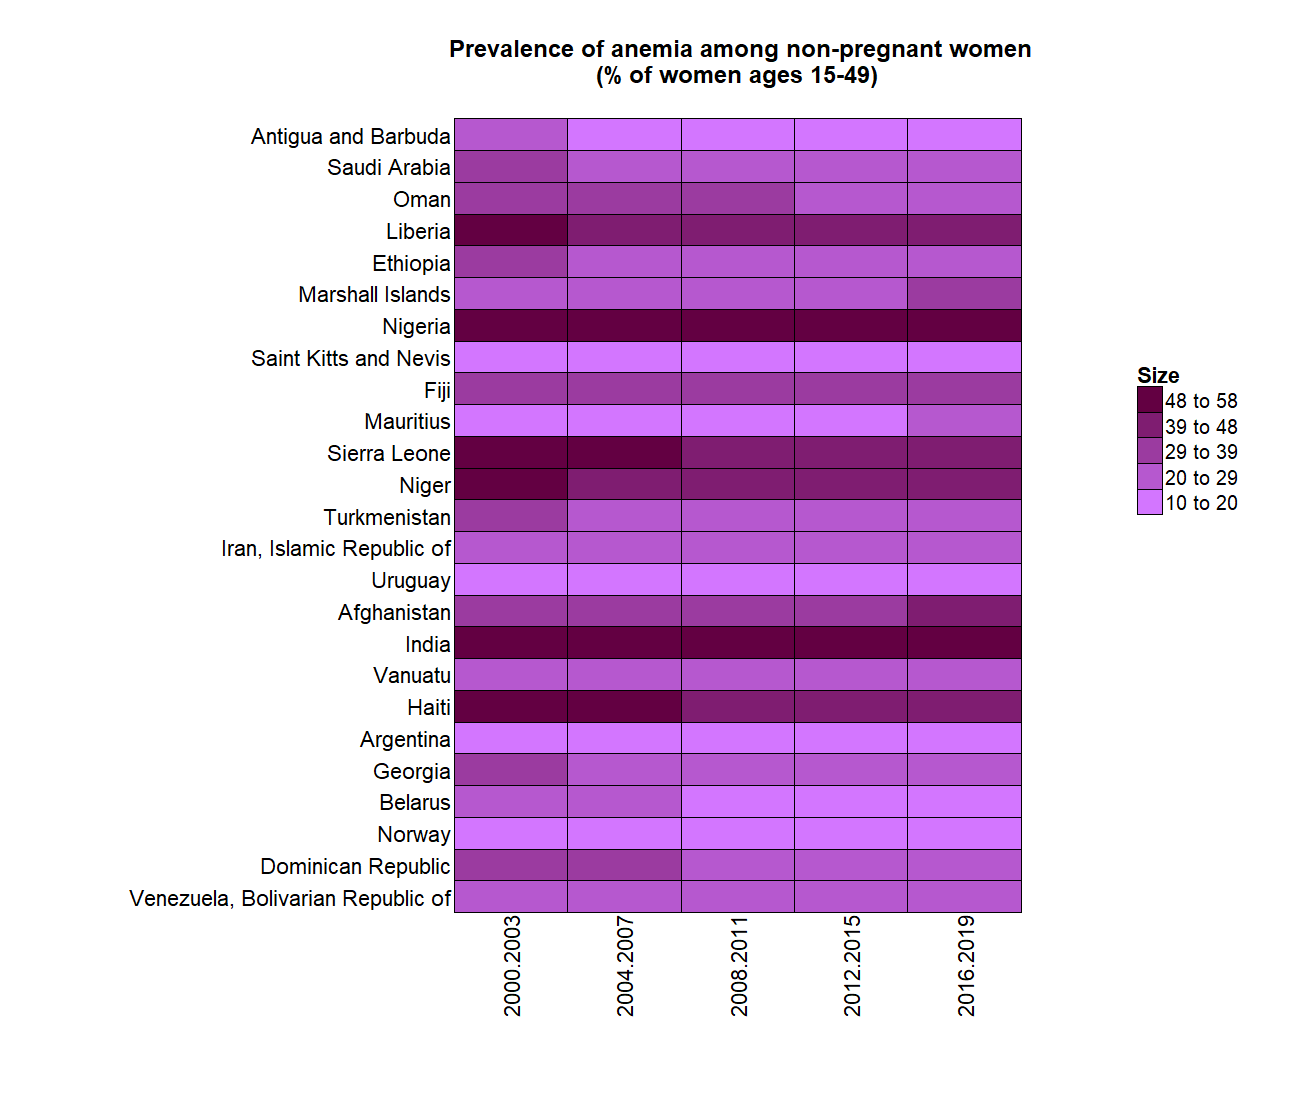 Prevalence of anemia among non-pregnant women
(% of women ages 15-49)
Antigua and Barbuda
Saudi Arabia
Oman
Liberia
Ethiopia
Marshall Islands
Nigeria
Saint Kitts and Nevis
Fiji
Mauritius
Sierra Leone
Niger
Turkmenistan
Iran, Islamic Republic of
Uruguay
Afghanistan
India
Vanuatu
Haiti
Argentina
Georgia
Belarus
Norway
Dominican Republic
Venezuela, Bolivarian Republic of
2000.2003
2004.2007
2008.2011
2012.2015
2016.2019
Size
48 to 58
39 to 48
29 to 39
20 to 29
10 to 20